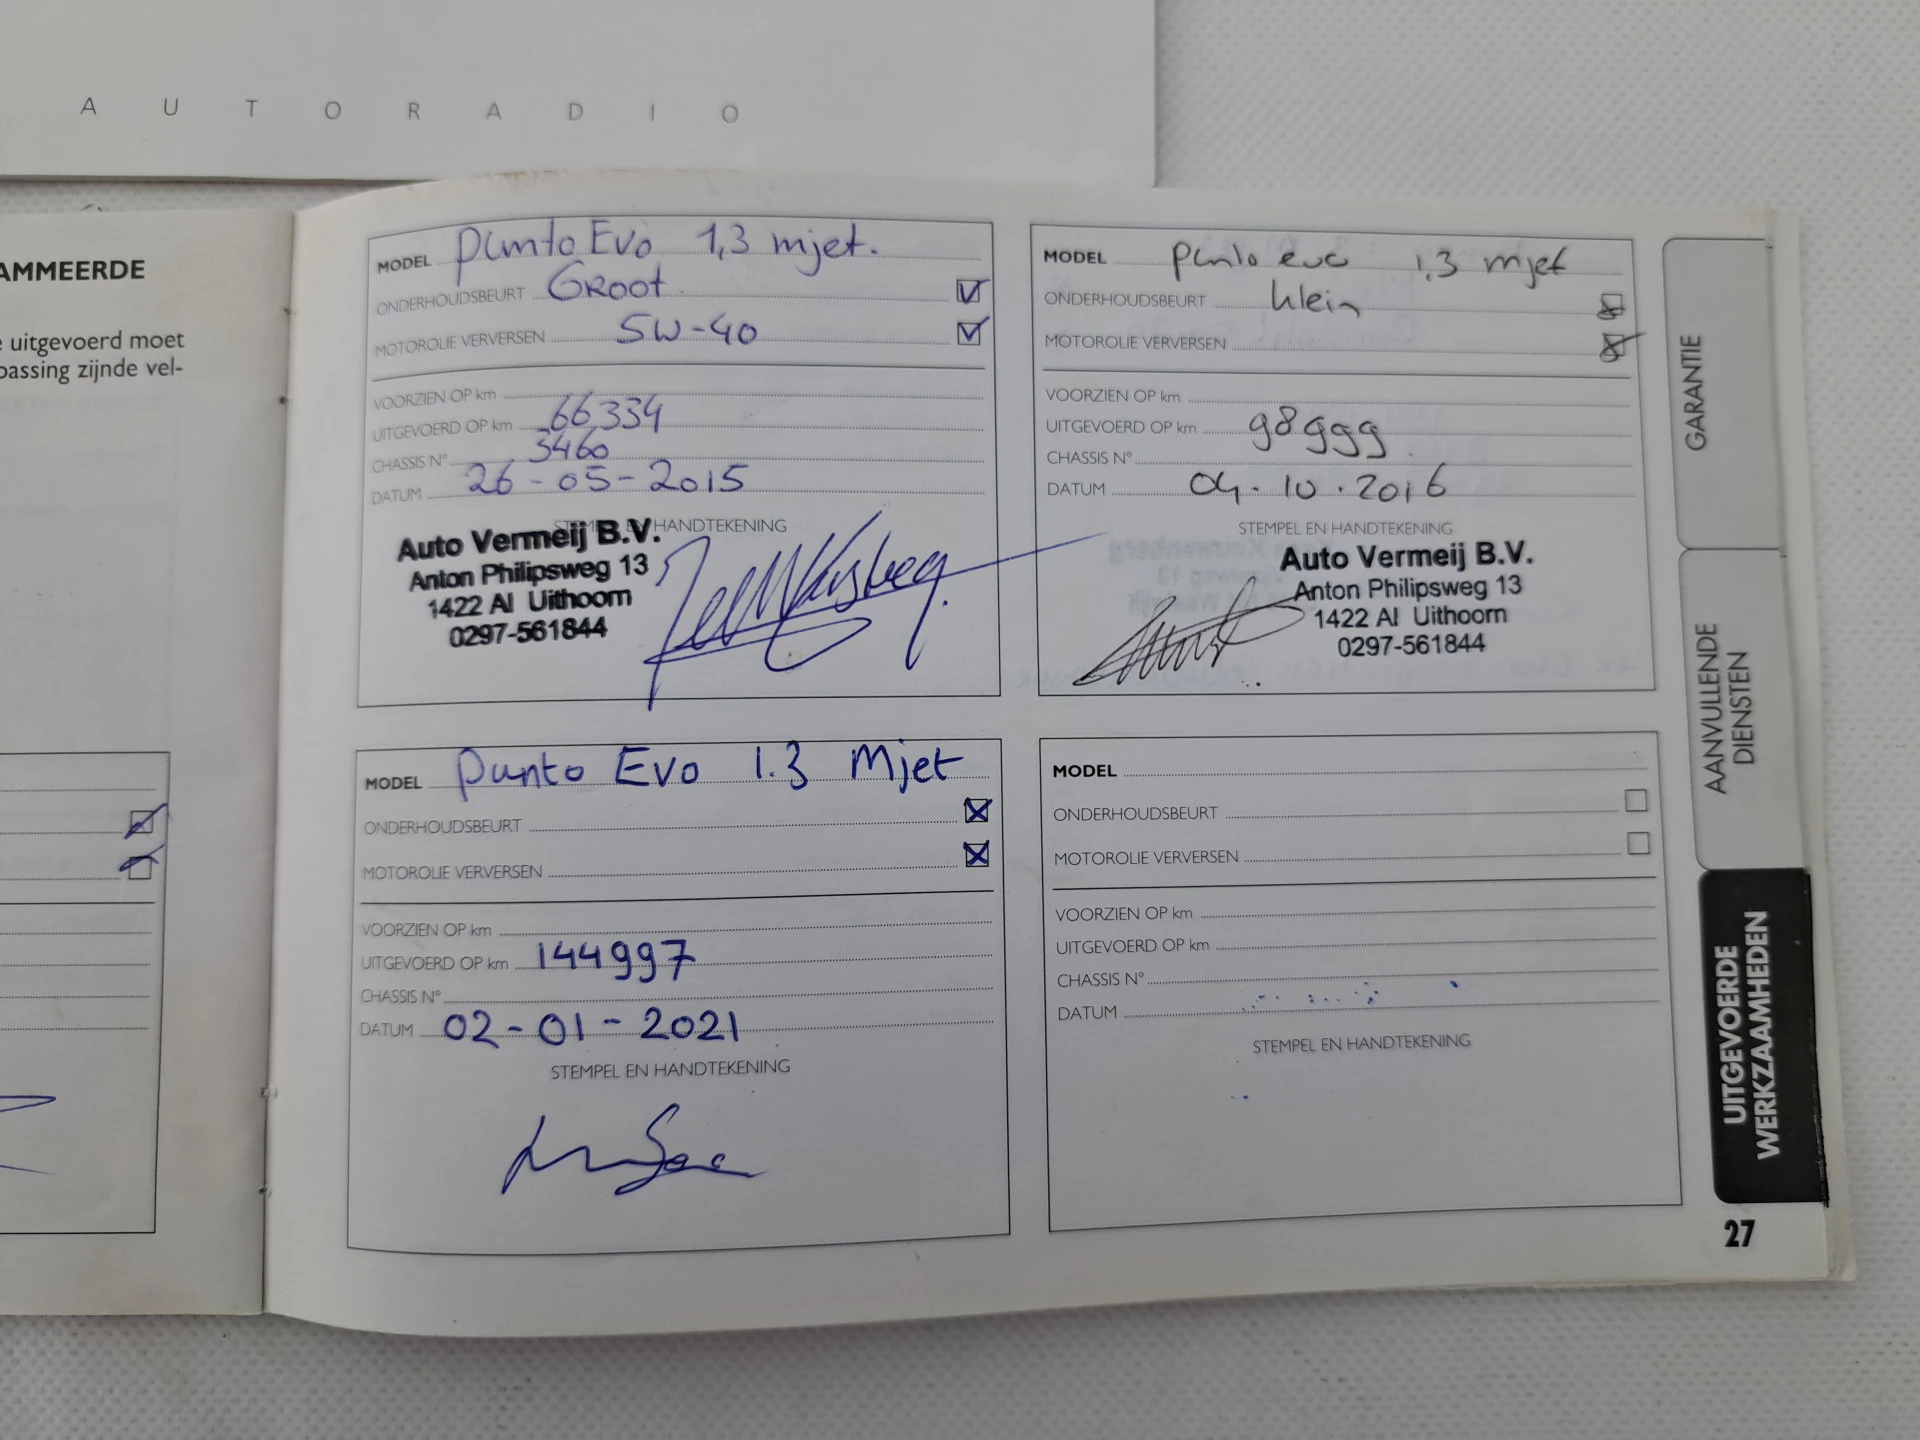 A U T O R A D I O
AMMEERDE
e uitgevoerd moet
passing zijnde vel-
MODEL Punto Evo 1,3 mjet.
ONDERHOUDSBEURT GROOT
MOTOROLIE VERVERSEN 5W-40
VOORZIEN OP km
UITGEVOERD OP km 66334
CHASSIS N° 3460
DATUM 26-05-2015
STEMPEL EN HANDTEKENING
Auto Vermeij B.V.
Anton Philipsweg 13
1422 Al Uithoorn
0297-561844
MODEL Punto evo 1,3 mjet
ONDERHOUDSBEURT klein
MOTOROLIE VERVERSEN
VOORZIEN OP km
UITGEVOERD OP km 98999
CHASSIS N°
DATUM 04.10.2016
STEMPEL EN HANDTEKENING
Auto Vermeij B.V.
Anton Philipsweg 13
1422 Al Uithoorn
0297-561844
MODEL Punto Evo 1.3 Mjet
ONDERHOUDSBEURT
MOTOROLIE VERVERSEN
VOORZIEN OP km
UITGEVOERD OP km 144997
CHASSIS N°
DATUM 02-01-2021
STEMPEL EN HANDTEKENING
MODEL
ONDERHOUDSBEURT
MOTOROLIE VERVERSEN
VOORZIEN OP km
UITGEVOERD OP km
CHASSIS N°
DATUM
STEMPEL EN HANDTEKENING
GARANTIE
AANVULLENDE
DIENSTEN
UITGEVOERDE
WERKZAAMHEDEN
27